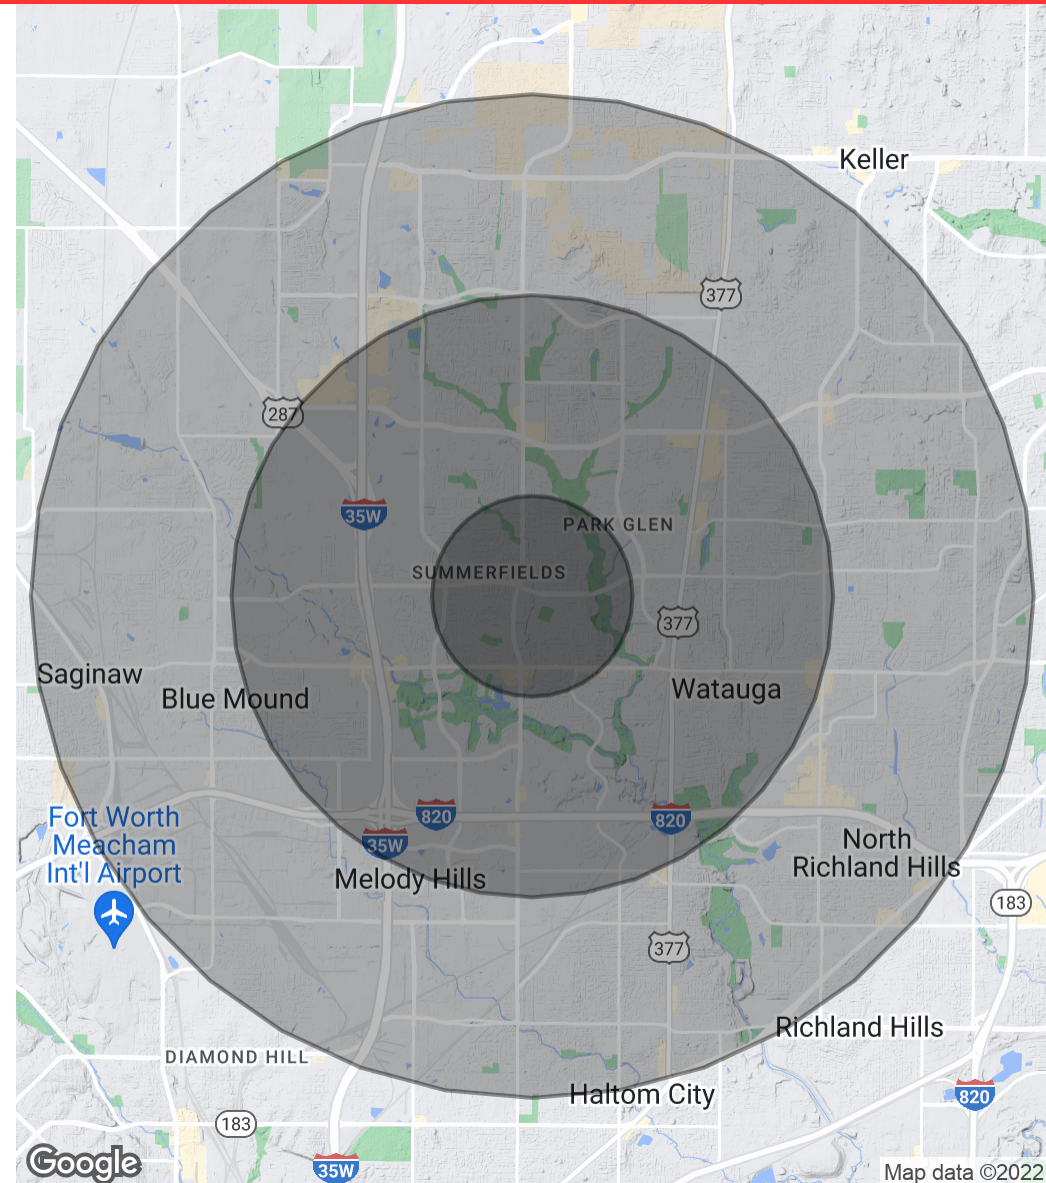 Keller
377
287
35W
PARK GLEN
SUMMERFIELDS
377
Saginaw
Watauga
Blue Mound
820
820
Fort Worth
Meacham
Int'l Airport
35W
North
Richland Hills
Melody Hills
183
377
Richland Hills
DIAMOND HILL
Haltom City
820
183
Google
35W
Map data ©2022